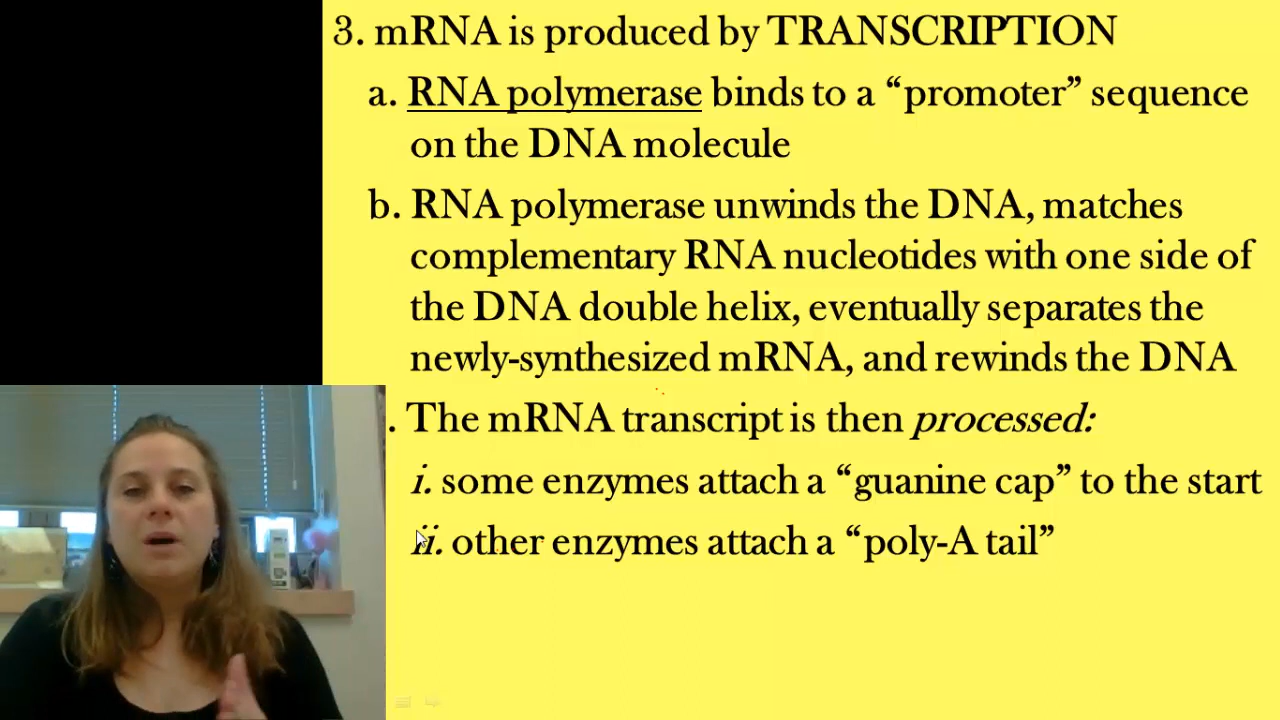 3. mRNA is produced by TRANSCRIPTION
a. RNA polymerase binds to a “promoter” sequence
on the DNA molecule
b. RNA polymerase unwinds the DNA, matches
complementary RNA nucleotides with one side of
the DNA double helix, eventually separates the
newly-synthesized mRNA, and rewinds the DNA
. The mRNA transcript is then processed:
i. some enzymes attach a “guanine cap” to the start
ii. other enzymes attach a “poly-A tail”